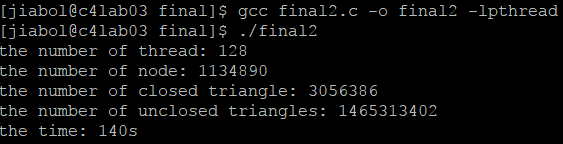 [jiabol@c4lab03 final]$ gcc final2.c -o final2 -lpthread
[jiabol@c4lab03 final]$ ./final2
the number of thread: 128
the number of node: 1134890
the number of closed triangle: 3056386
the number of unclosed triangles: 1465313402
the time: 140s